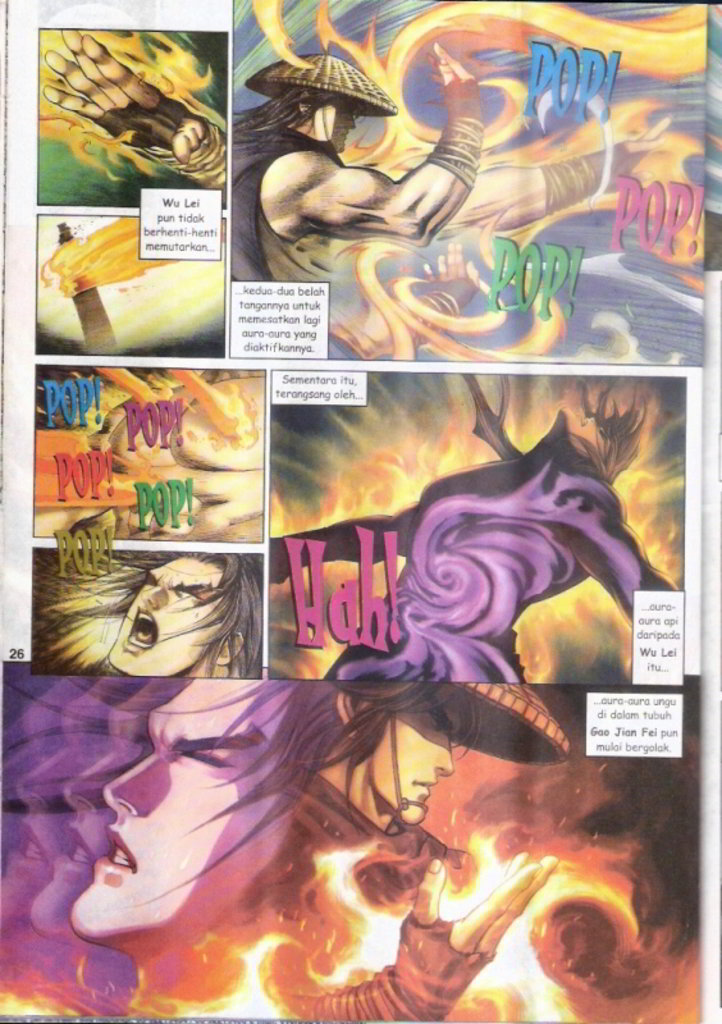 Wu Lei
pun tidak
berhenti-henti
memutarkan...
POP!
POP!
POP!
...kedua-dua belah
tangannya untuk
memesatkan lagi
aura-aura yang
diaktifkannya.
POP!
POP!
POP!
POP!
POP!
Sementara itu,
terangsang oleh...
Hah!
...aura-
aura api
daripada
Wu Lei
itu...
26
...aura-aura ungu
di dalam tubuh
Gao Jian Fei pun
mulai bergolak.